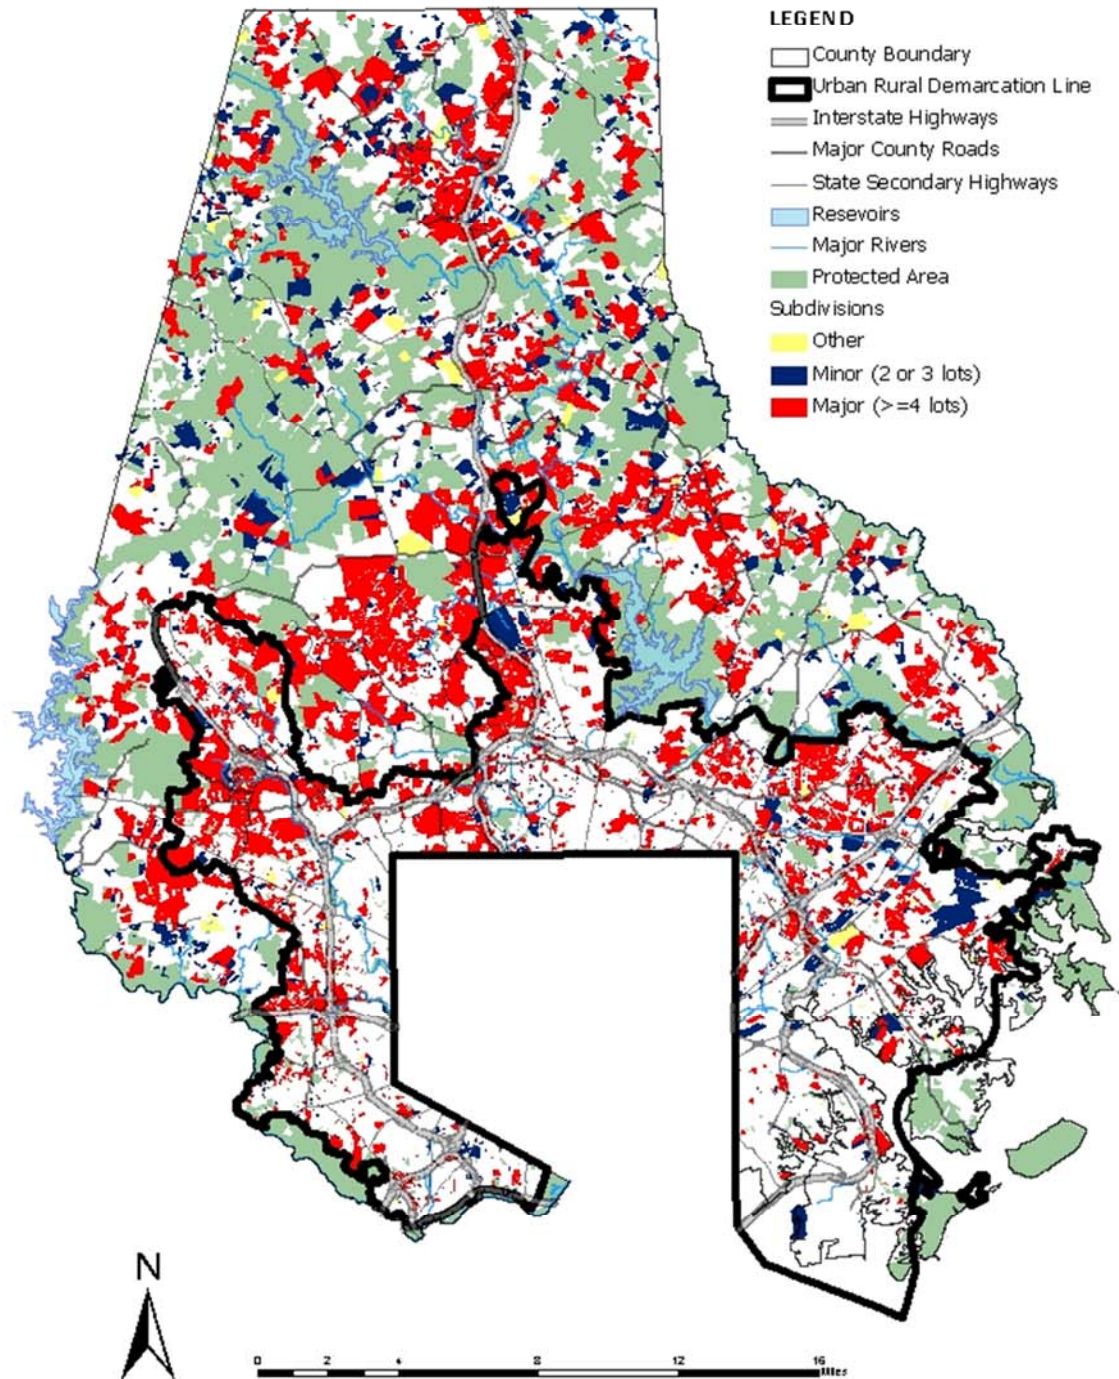 LEGEND
County Boundary
Urban Rural Demarcation Line
Interstate Highways
Major County Roads
State Secondary Highways
Resevoirs
Major Rivers
Protected Area
Subdivisions
Other
Minor (2 or 3 lots)
Major (>=4 lots)
N
0 2 4 8 12 16
Miles